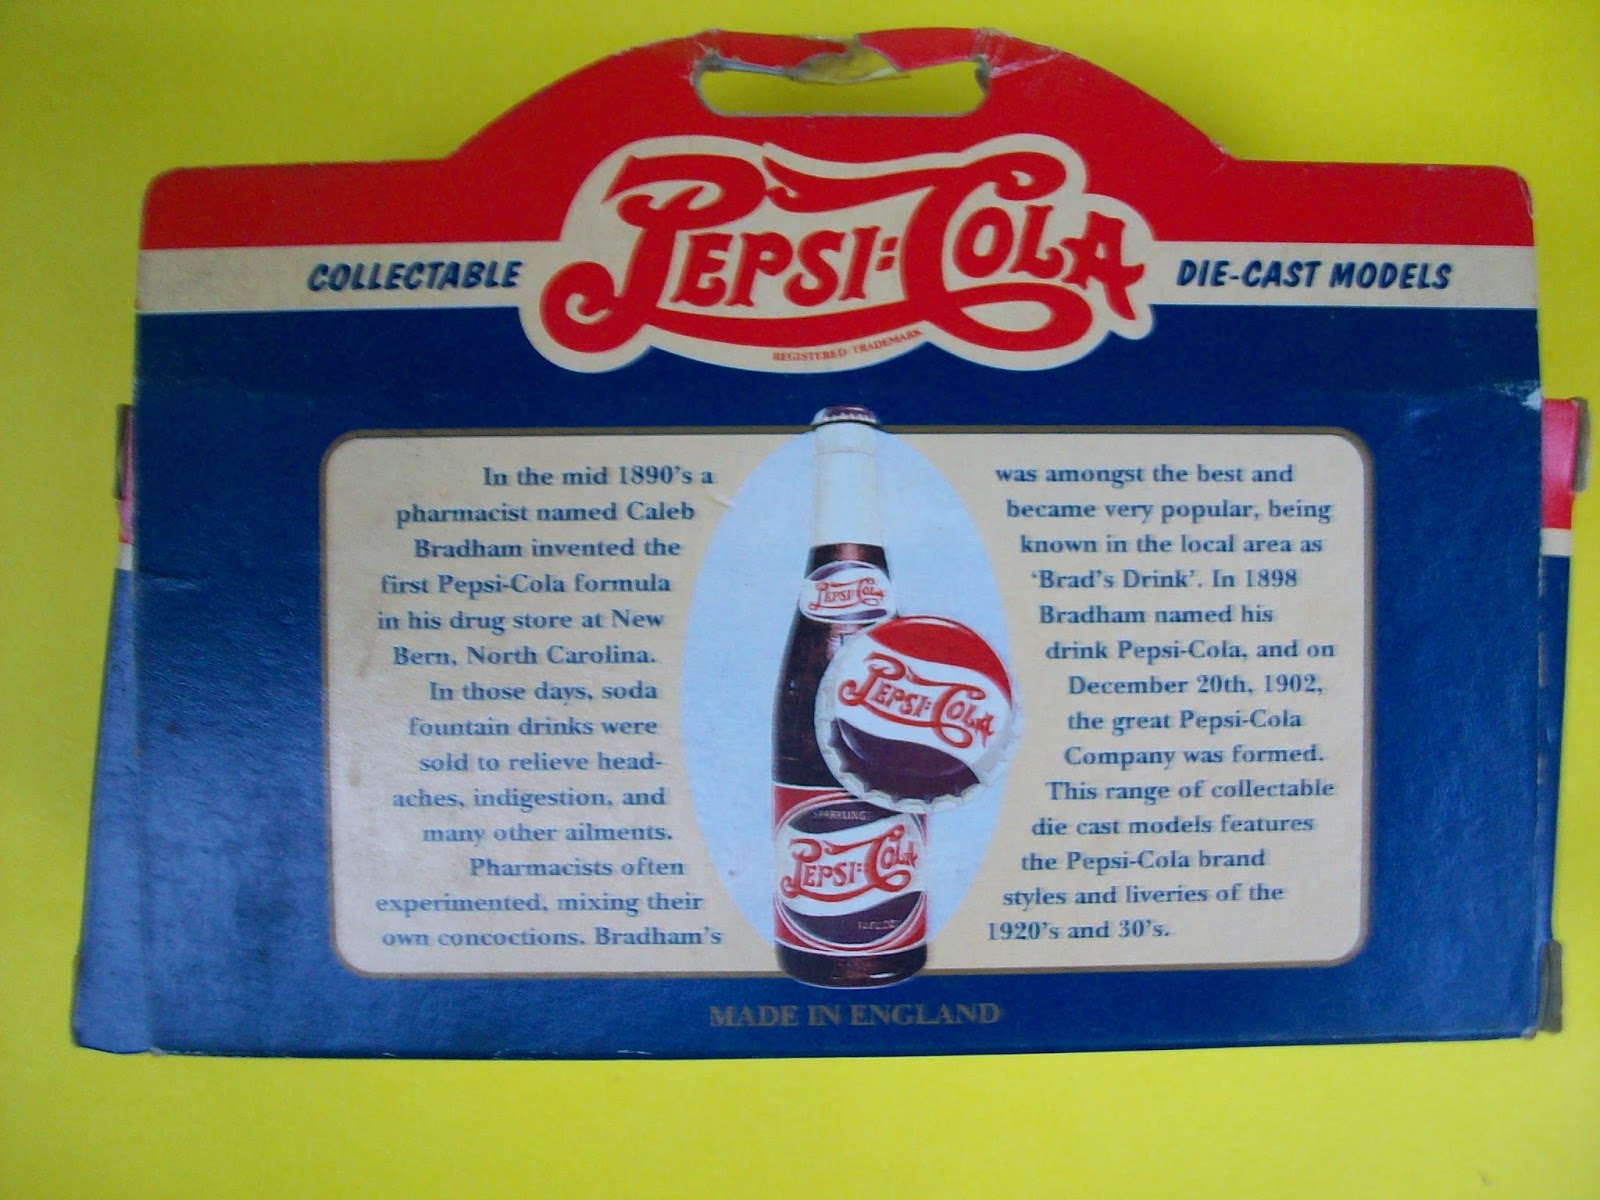 PEPSI:COLA
COLLECTABLE
DIE-CAST MODELS
REGISTERED TRADEMARK
In the mid 1890's a
pharmacist named Caleb
Bradham invented the
first Pepsi-Cola formula
in his drug store at New
Bern, North Carolina.
In those days, soda
fountain drinks were
sold to relieve head-
aches, indigestion, and
many other ailments.
Pharmacists often
experimented, mixing their
own concoctions. Bradham's
was amongst the best and
became very popular, being
known in the local area as
'Brad's Drink'. In 1898
Bradham named his
drink Pepsi-Cola, and on
December 20th, 1902,
the great Pepsi-Cola
Company was formed.
This range of collectable
die cast models features
the Pepsi-Cola brand
styles and liveries of the
1920's and 30's.
PEPSI:COLA
PEPSI:COLA
SPARKLING
PEPSI:COLA
MADE IN ENGLAND